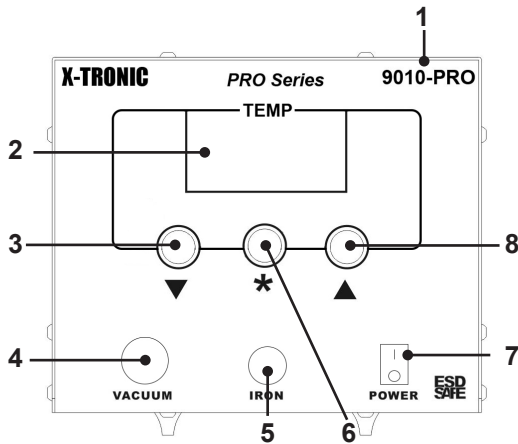 1
X-TRONIC PRO Series 9010-PRO
TEMP
2
3 8
▼ * ▲
4 7
VACUUM IRON POWER ESD
SAFE
5 6